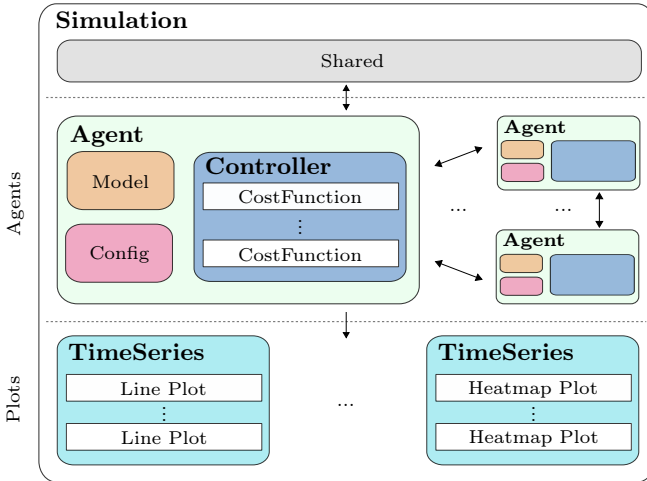 Simulation
Shared
Agents
Agent
Model
Config
Controller
CostFunction
⋮
CostFunction
...
Agent
...
Agent
Plots
TimeSeries
Line Plot
⋮
Line Plot
...
TimeSeries
Heatmap Plot
⋮
Heatmap Plot